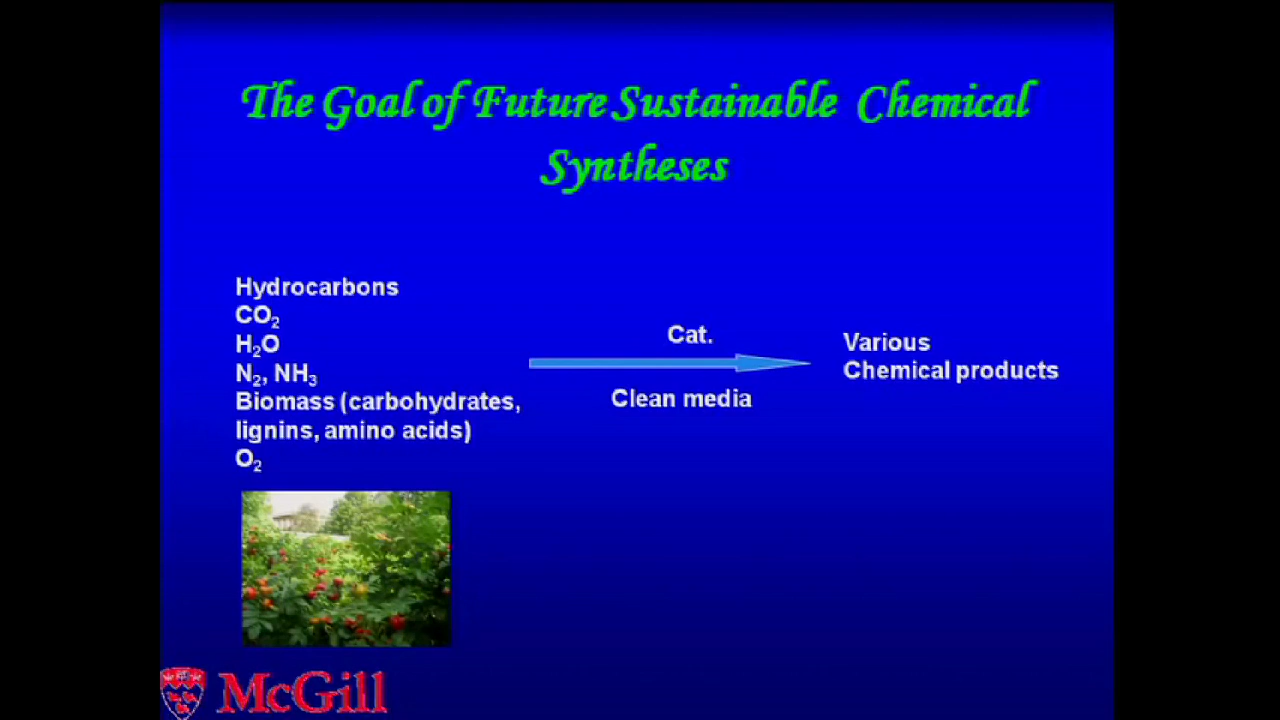 The Goal of Future Sustainable Chemical
Syntheses
Hydrocarbons
CO₂
H₂O
N₂, NH₃
Biomass (carbohydrates,
lignins, amino acids)
O₂
Cat.
Clean media
Various
Chemical products
McGill